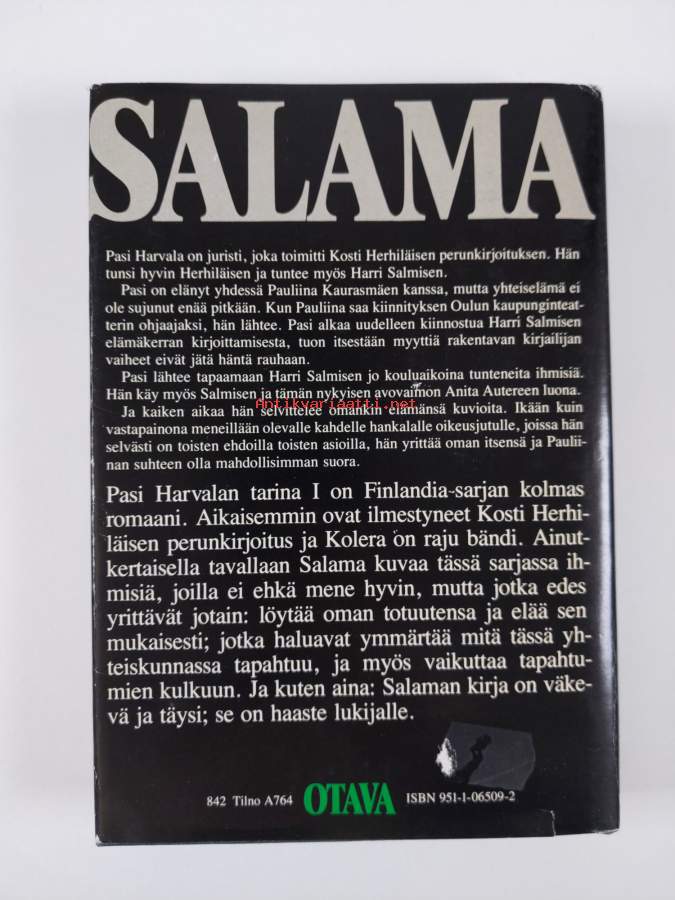 SALAMA
Pasi Harvala on juristi, joka toimitti Kosti Herhiläisen perunkirjoituksen. Hän
tunsi hyvin Herhiläisen ja tuntee myös Harri Salmisen.
Pasi on elänyt yhdessä Pauliina Kaurasmäen kanssa, mutta yhteiselämä ei
ole sujunut enää pitkään. Kun Pauliina saa kiinnityksen Oulun kaupunginteat-
terin ohjaajaksi, hän lähtee. Pasi alkaa uudelleen kiinnostua Harri Salmisen
elämäkerran kirjoittamisesta, tuon itsestään myyttiä rakentavan kirjailijan
vaiheet eivät jätä häntä rauhaan.
Pasi lähtee tapaamaan Harri Salmisen jo kouluaikoina tunteneita ihmisiä.
Hän käy myös Salmisen ja tämän nykyisen avovaimon Anita Autereen luona.
Antikvariaatti.net
Ja kaiken aikaa hän selvittelee omankin elämänsä kuvioita. Ikään kuin
vastapainona meneillään olevalle kahdelle hankalalle oikeusjutulle, joissa hän
selvästi on toisten ehdoilla toisten asioilla, hän yrittää oman itsensä ja Paulii-
nan suhteen olla mahdollisimman suora.
Pasi Harvalan tarina I on Finlandia-sarjan kolmas
romaani. Aikaisemmin ovat ilmestyneet Kosti Herhi-
läisen perunkirjoitus ja Kolera on raju bändi. Ainut-
kertaisella tavallaan Salama kuvaa tässä sarjassa ih-
misiä, joilla ei ehkä mene hyvin, mutta jotka edes
yrittävät jotain: löytää oman totuutensa ja elää sen
mukaisesti; jotka haluavat ymmärtää mitä tässä yh-
teiskunnassa tapahtuu, ja myös vaikuttaa tapahtu-
mien kulkuun. Ja kuten aina: Salaman kirja on väke-
vä ja täysi; se on haaste lukijalle.
842 Tilno A764 OTAVA ISBN 951-1-06509-2